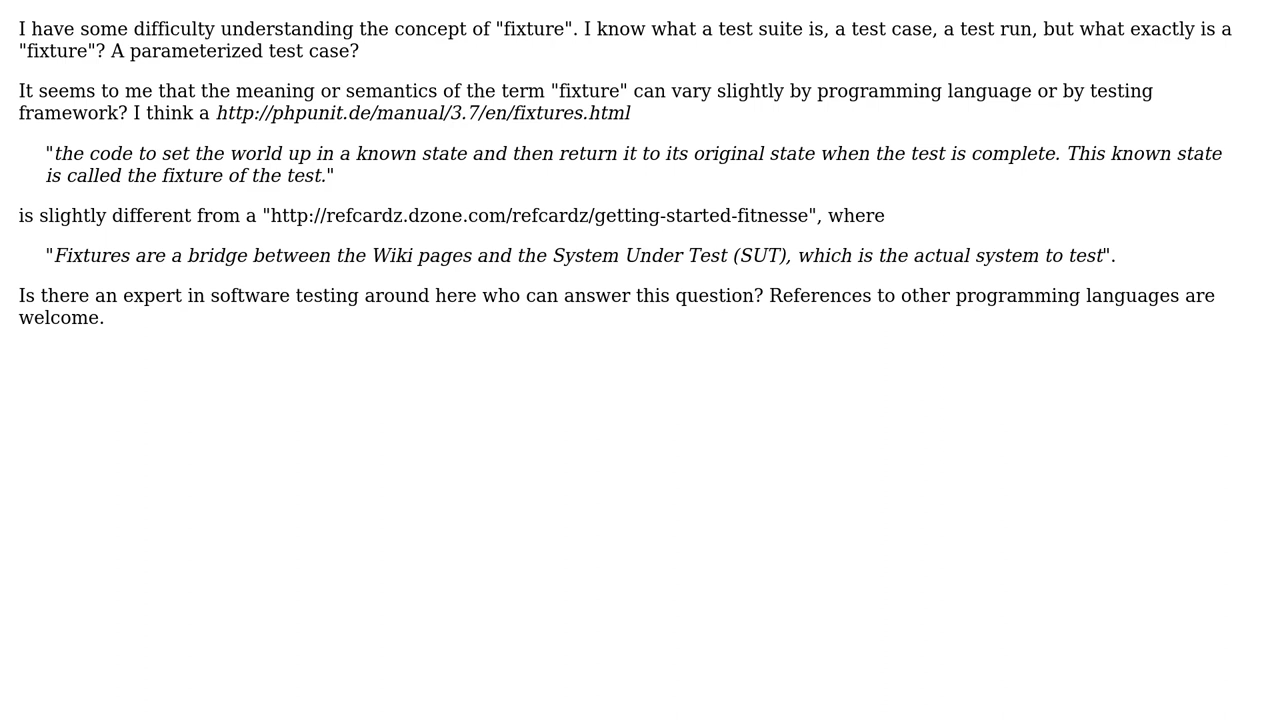 I have some difficulty understanding the concept of "fixture". I know what a test suite is, a test case, a test run, but what exactly is a
"fixture"? A parameterized test case?
It seems to me that the meaning or semantics of the term "fixture" can vary slightly by programming language or by testing
framework? I think a http://phpunit.de/manual/3.7/en/fixtures.html
"the code to set the world up in a known state and then return it to its original state when the test is complete. This known state
is called the fixture of the test."
is slightly different from a "http://refcardz.dzone.com/refcardz/getting-started-fitnesse", where
"Fixtures are a bridge between the Wiki pages and the System Under Test (SUT), which is the actual system to test".
Is there an expert in software testing around here who can answer this question? References to other programming languages are
welcome.